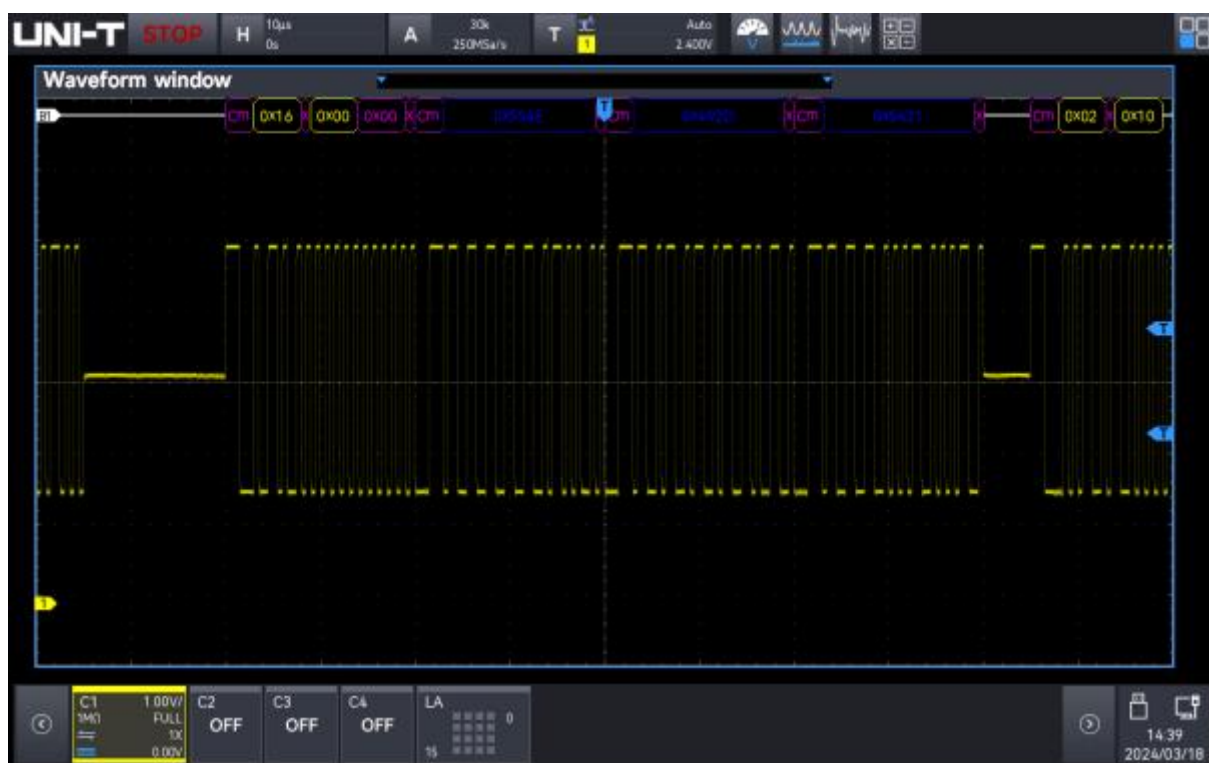 UNI-T STOP H 10µs 0s A 30k 250MSa/s T 1 Auto 2.400V
Waveform window
B1 Cm 0X16 0X00 0X00 X Cm T Cm X Cm X Cm 0X02 0X10
T
T
1
C1 1.00V/ C2 C3 C4 LA
1MΩ FULL OFF OFF OFF 0
1X
0.00V 15
14:39
2024/03/18